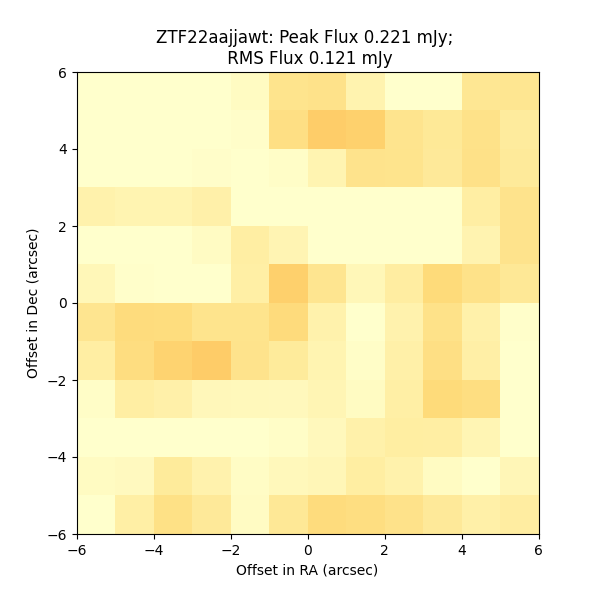 ZTF22aajjawt: Peak Flux 0.221 mJy;
RMS Flux 0.121 mJy
6
4
2
0
−2
−4
−6
Offset in Dec (arcsec)
−6 −4 −2 0 2 4 6
Offset in RA (arcsec)